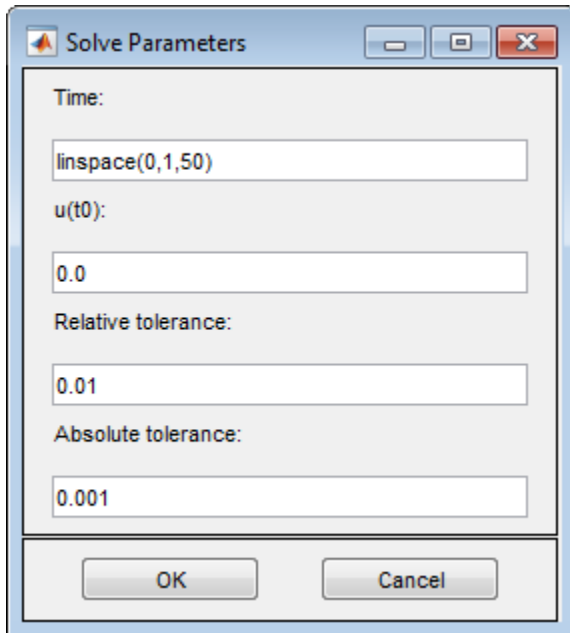 Solve Parameters
Time:
linspace(0,1,50)
u(t0):
0.0
Relative tolerance:
0.01
Absolute tolerance:
0.001
OK Cancel